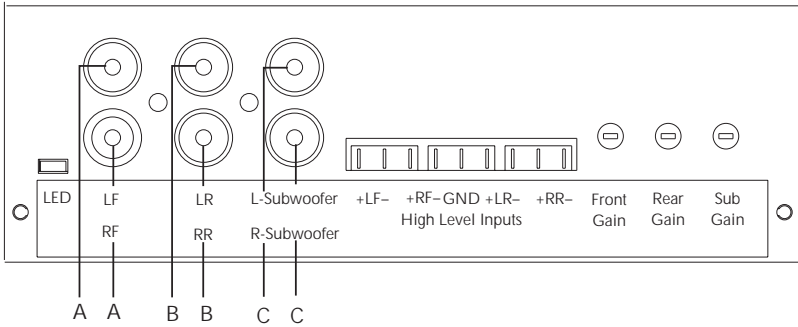 LED LF LR L-Subwoofer +LF– +RF– GND +LR– +RR– Front Rear Sub
High Level Inputs Gain Gain Gain
RF RR R-Subwoofer
A A B B C C